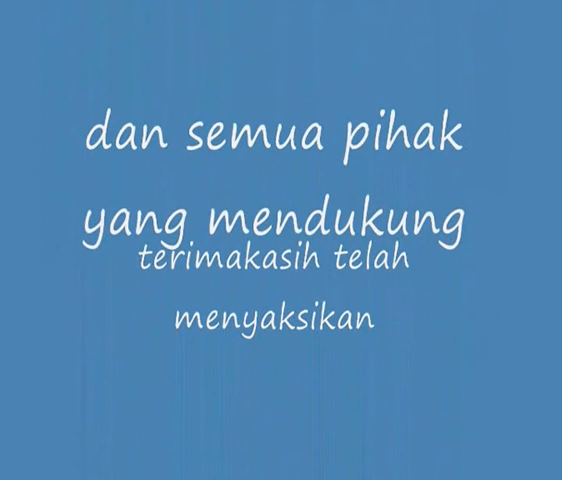 dan semua pihak
yang mendukung
terimakasih telah
menyaksikan